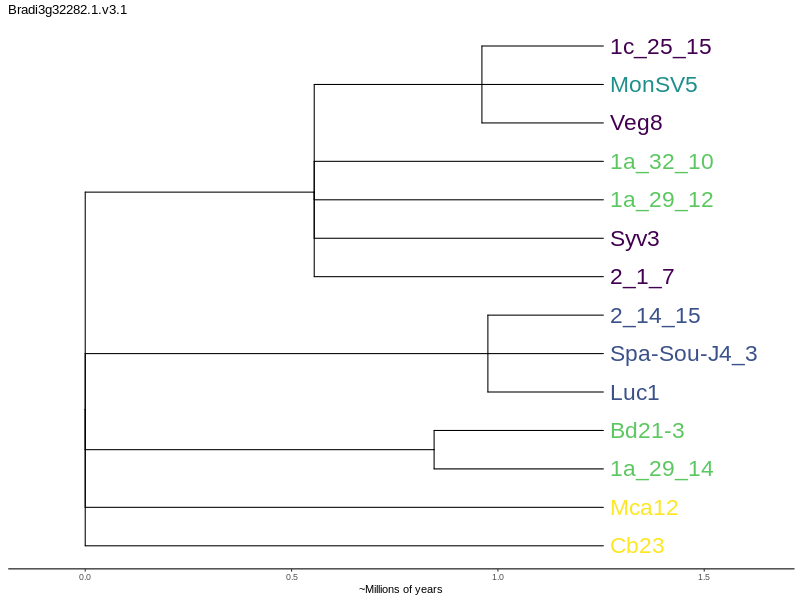 Bradi3g32282.1.v3.1
1c_25_15
MonSV5
Veg8
1a_32_10
1a_29_12
Syv3
2_1_7
2_14_15
Spa-Sou-J4_3
Luc1
Bd21-3
1a_29_14
Mca12
Cb23
0.0 0.5 1.0 1.5
~Millions of years